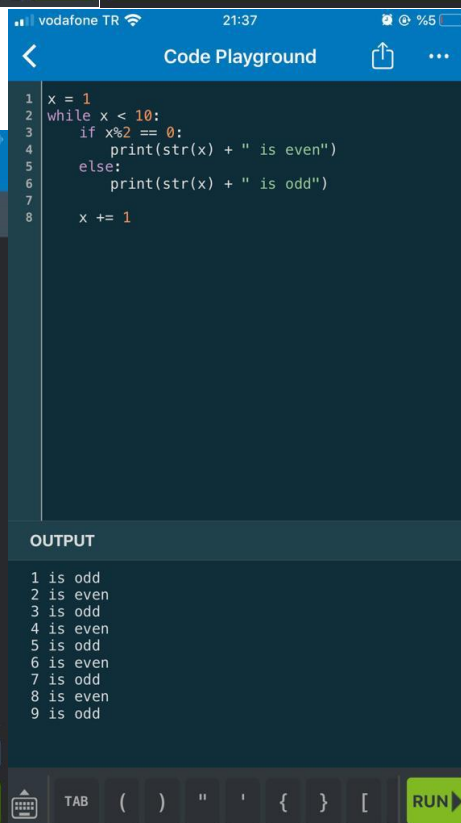 vodafone TR 21:37 %5
Code Playground
1 x = 1
2 while x < 10:
3     if x%2 == 0:
4         print(str(x) + " is even")
5     else:
6         print(str(x) + " is odd")
7
8     x += 1
OUTPUT
1 is odd
2 is even
3 is odd
4 is even
5 is odd
6 is even
7 is odd
8 is even
9 is odd
TAB ( ) " ' { } [ RUN